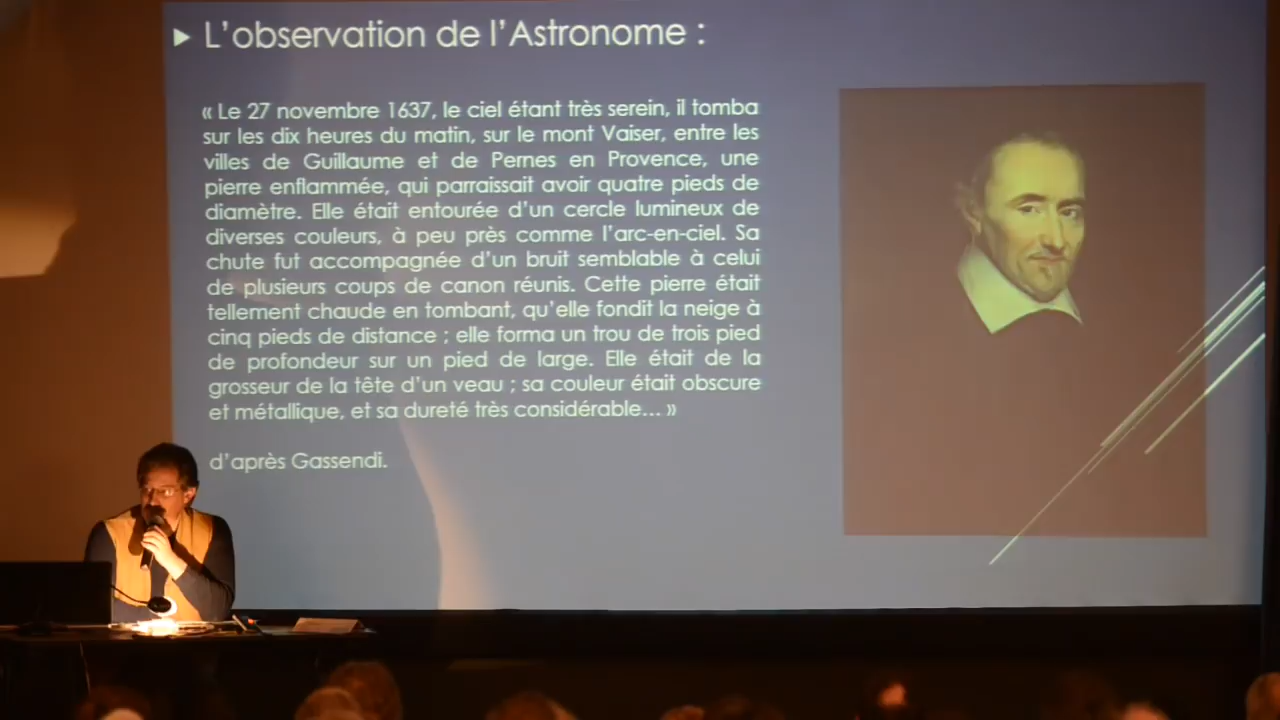 L'observation de l'Astronome :
« Le 27 novembre 1637, le ciel étant très serein, il tomba
sur les dix heures du matin, sur le mont Vaiser, entre les
villes de Guillaume et de Pernes en Provence, une
pierre enflammée, qui parraissait avoir quatre pieds de
diamètre. Elle était entourée d'un cercle lumineux de
diverses couleurs, à peu près comme l'arc-en-ciel. Sa
chute fut accompagnée d'un bruit semblable à celui
de plusieurs coups de canon réunis. Cette pierre était
tellement chaude en tombant, qu'elle fondit la neige à
cinq pieds de distance ; elle forma un trou de trois pied
de profondeur sur un pied de large. Elle était de la
grosseur de la tête d'un veau ; sa couleur était obscure
et métallique, et sa dureté très considérable... »
d'après Gassendi.